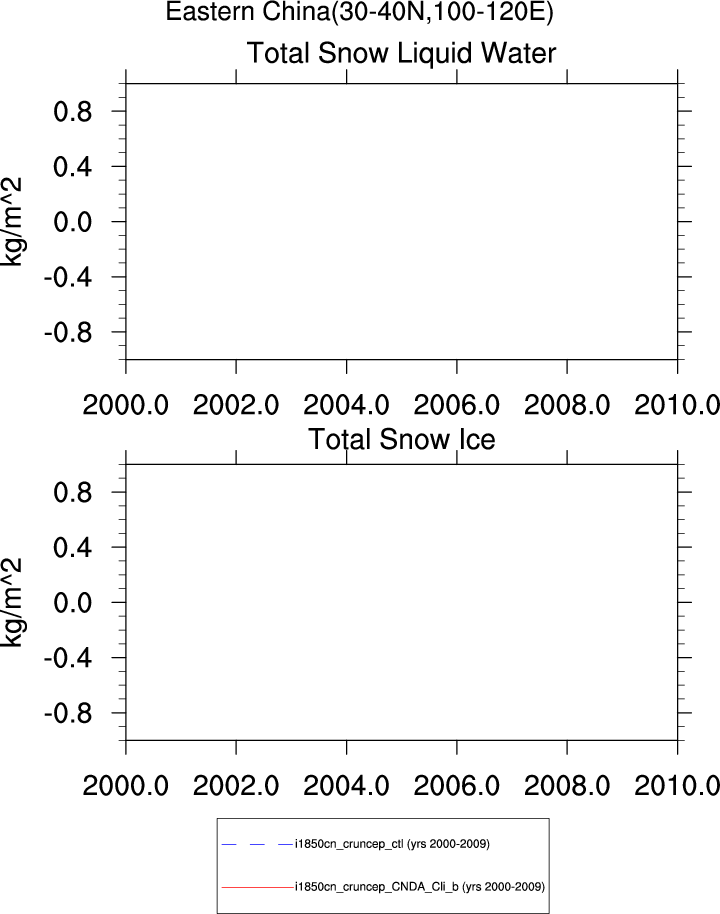 Eastern China(30-40N,100-120E)
Total Snow Liquid Water
0.8
0.4
0.0
-0.4
-0.8
kg/m^2
2000.0 2002.0 2004.0 2006.0 2008.0 2010.0
Total Snow Ice
0.8
0.4
0.0
-0.4
-0.8
kg/m^2
2000.0 2002.0 2004.0 2006.0 2008.0 2010.0
i1850cn_cruncep_ctl (yrs 2000-2009)
i1850cn_cruncep_CNDA_Cli_b (yrs 2000-2009)